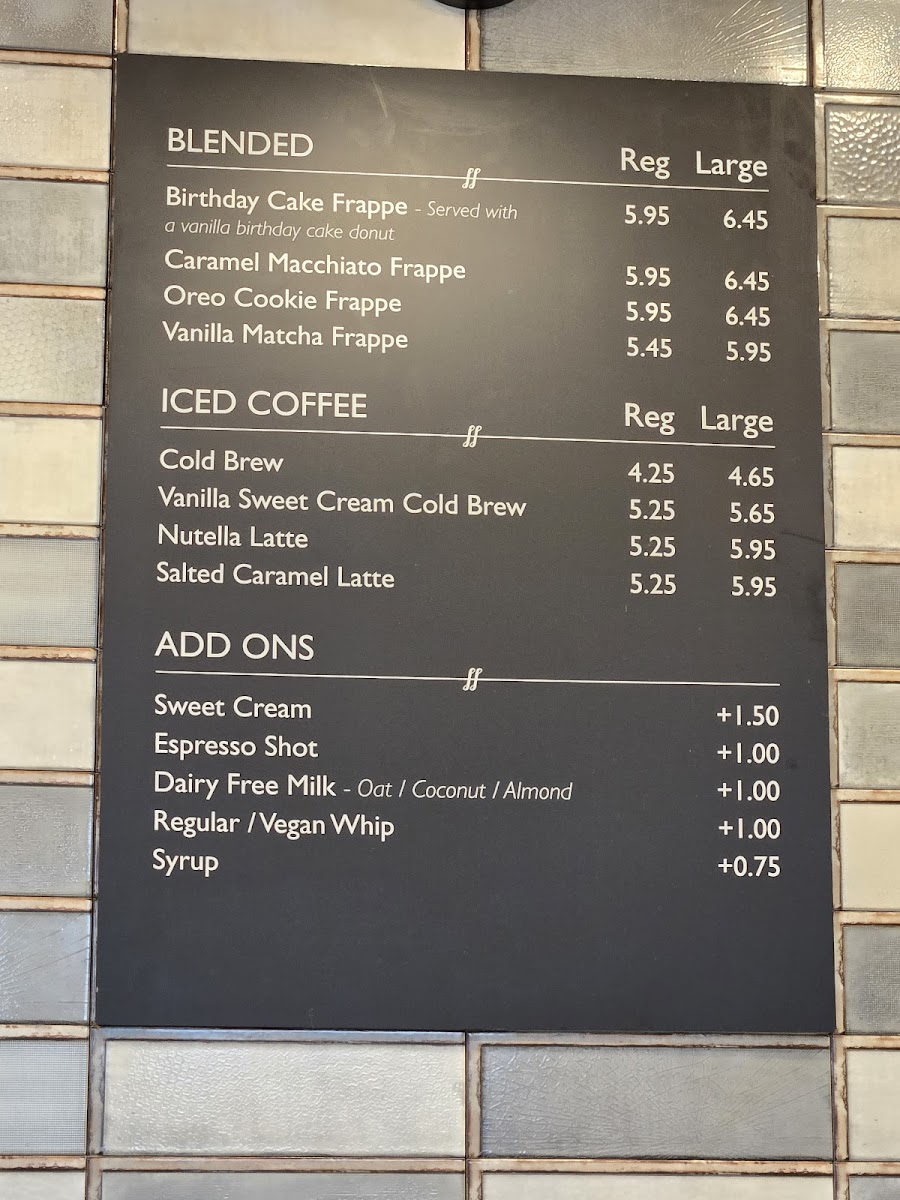 BLENDED Reg Large
Birthday Cake Frappe - Served with 5.95 6.45
a vanilla birthday cake donut
Caramel Macchiato Frappe 5.95 6.45
Oreo Cookie Frappe 5.95 6.45
Vanilla Matcha Frappe 5.45 5.95
ICED COFFEE Reg Large
Cold Brew 4.25 4.65
Vanilla Sweet Cream Cold Brew 5.25 5.65
Nutella Latte 5.25 5.95
Salted Caramel Latte 5.25 5.95
ADD ONS
Sweet Cream +1.50
Espresso Shot +1.00
Dairy Free Milk - Oat / Coconut / Almond +1.00
Regular / Vegan Whip +1.00
Syrup +0.75